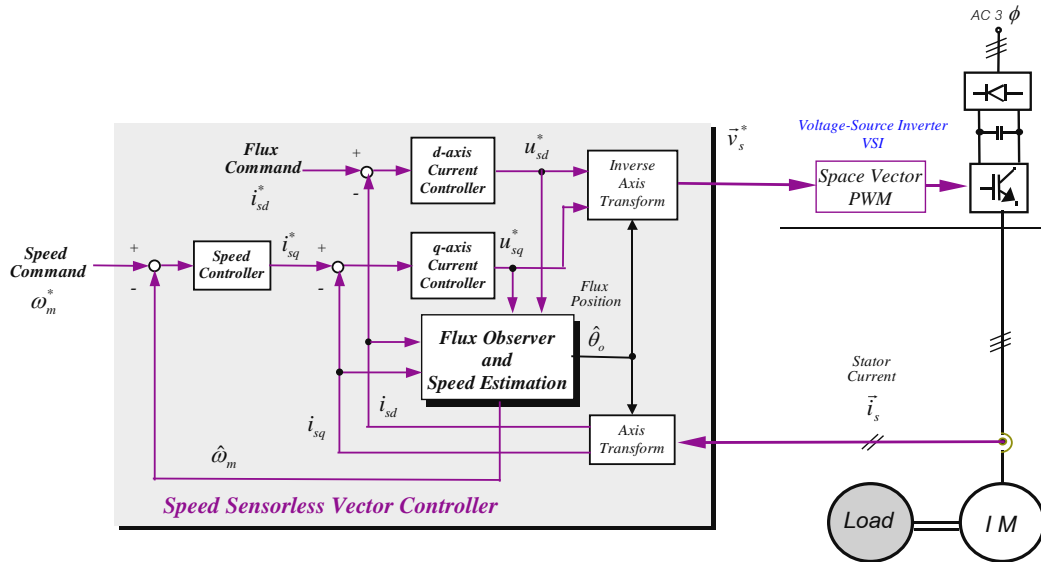 AC 3 ϕ
Voltage-Source Inverter
VSI
Flux
Command
i*sd
+
-
d-axis
Current
Controller
u*sd
Inverse
Axis
Transform
v⃗*s
Space Vector
PWM
Speed
Command
ω*m
+
-
Speed
Controller
i*sq
+
-
q-axis
Current
Controller
u*sq
Flux
Position
Flux Observer
and
Speed Estimation
θ̂o
Stator
Current
i⃗s
isd
isq
Axis
Transform
ω̂m
Speed Sensorless Vector Controller
Load
I M